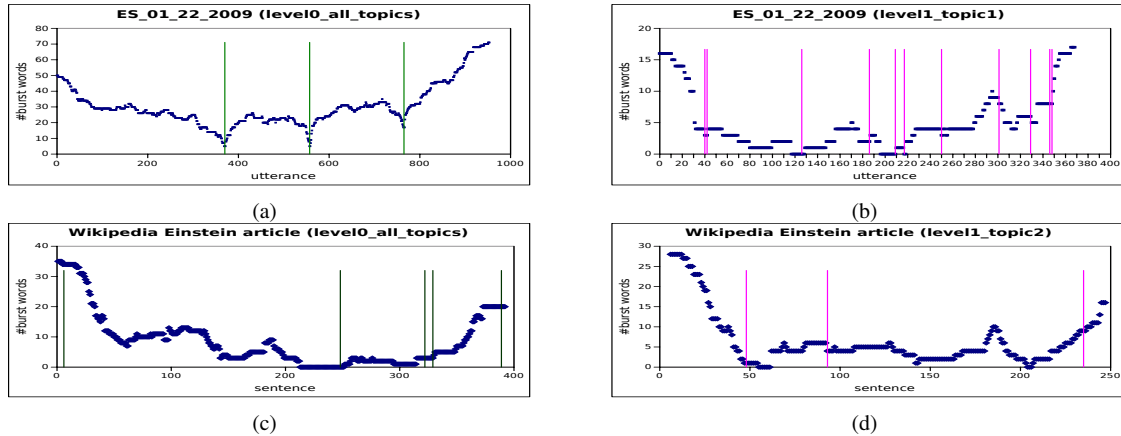 ES_01_22_2009 (level0_all_topics)
80
70
60
50
40
30
20
10
0
#burst words
0 200 400 600 800 1000
utterance
(a)
ES_01_22_2009 (level1_topic1)
20
15
10
5
0
#burst words
0 20 40 60 80 100 120 140 160 180 200 220 240 260 280 300 320 340 360 380 400
utterance
(b)
Wikipedia Einstein article (level0_all_topics)
40
30
20
10
0
#burst words
0 100 200 300 400
sentence
(c)
Wikipedia Einstein article (level1_topic2)
30
25
20
15
10
5
0
#burst words
0 50 100 150 200 250
sentence
(d)